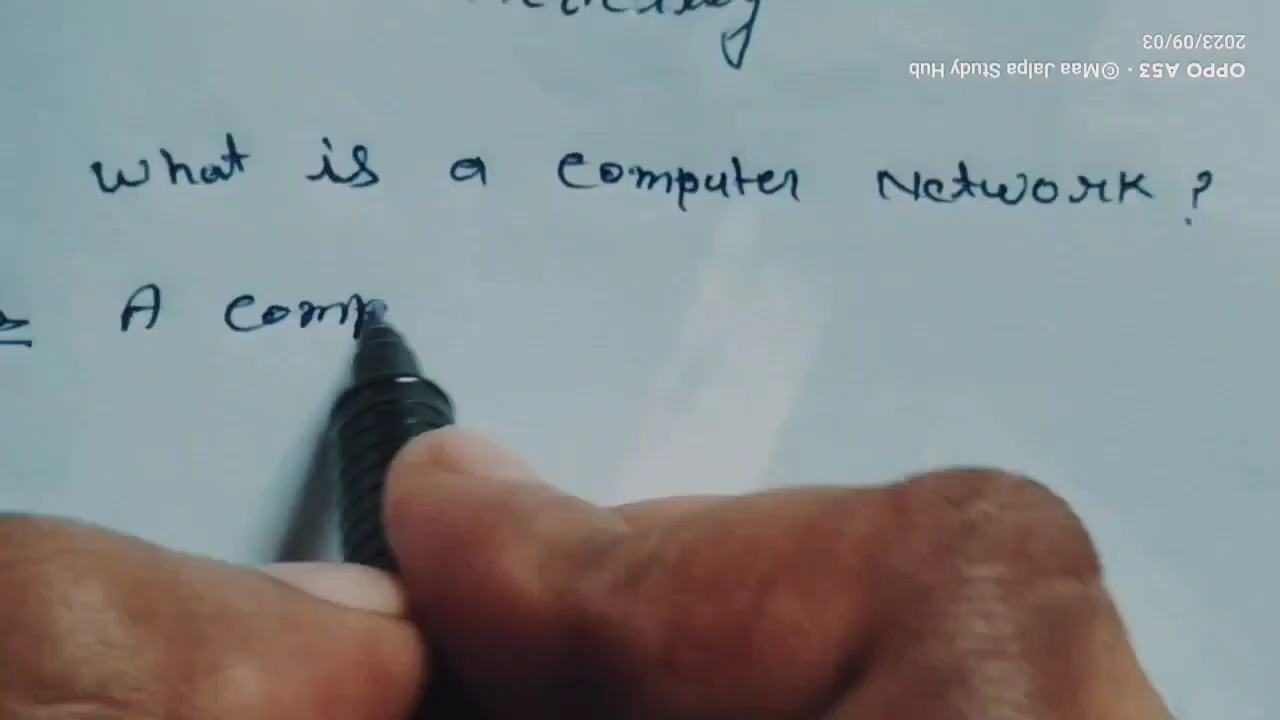 What is a computer Network?
A comp
2023/09/03
OPPO A53 · ©Maa Jalpa Study Hub